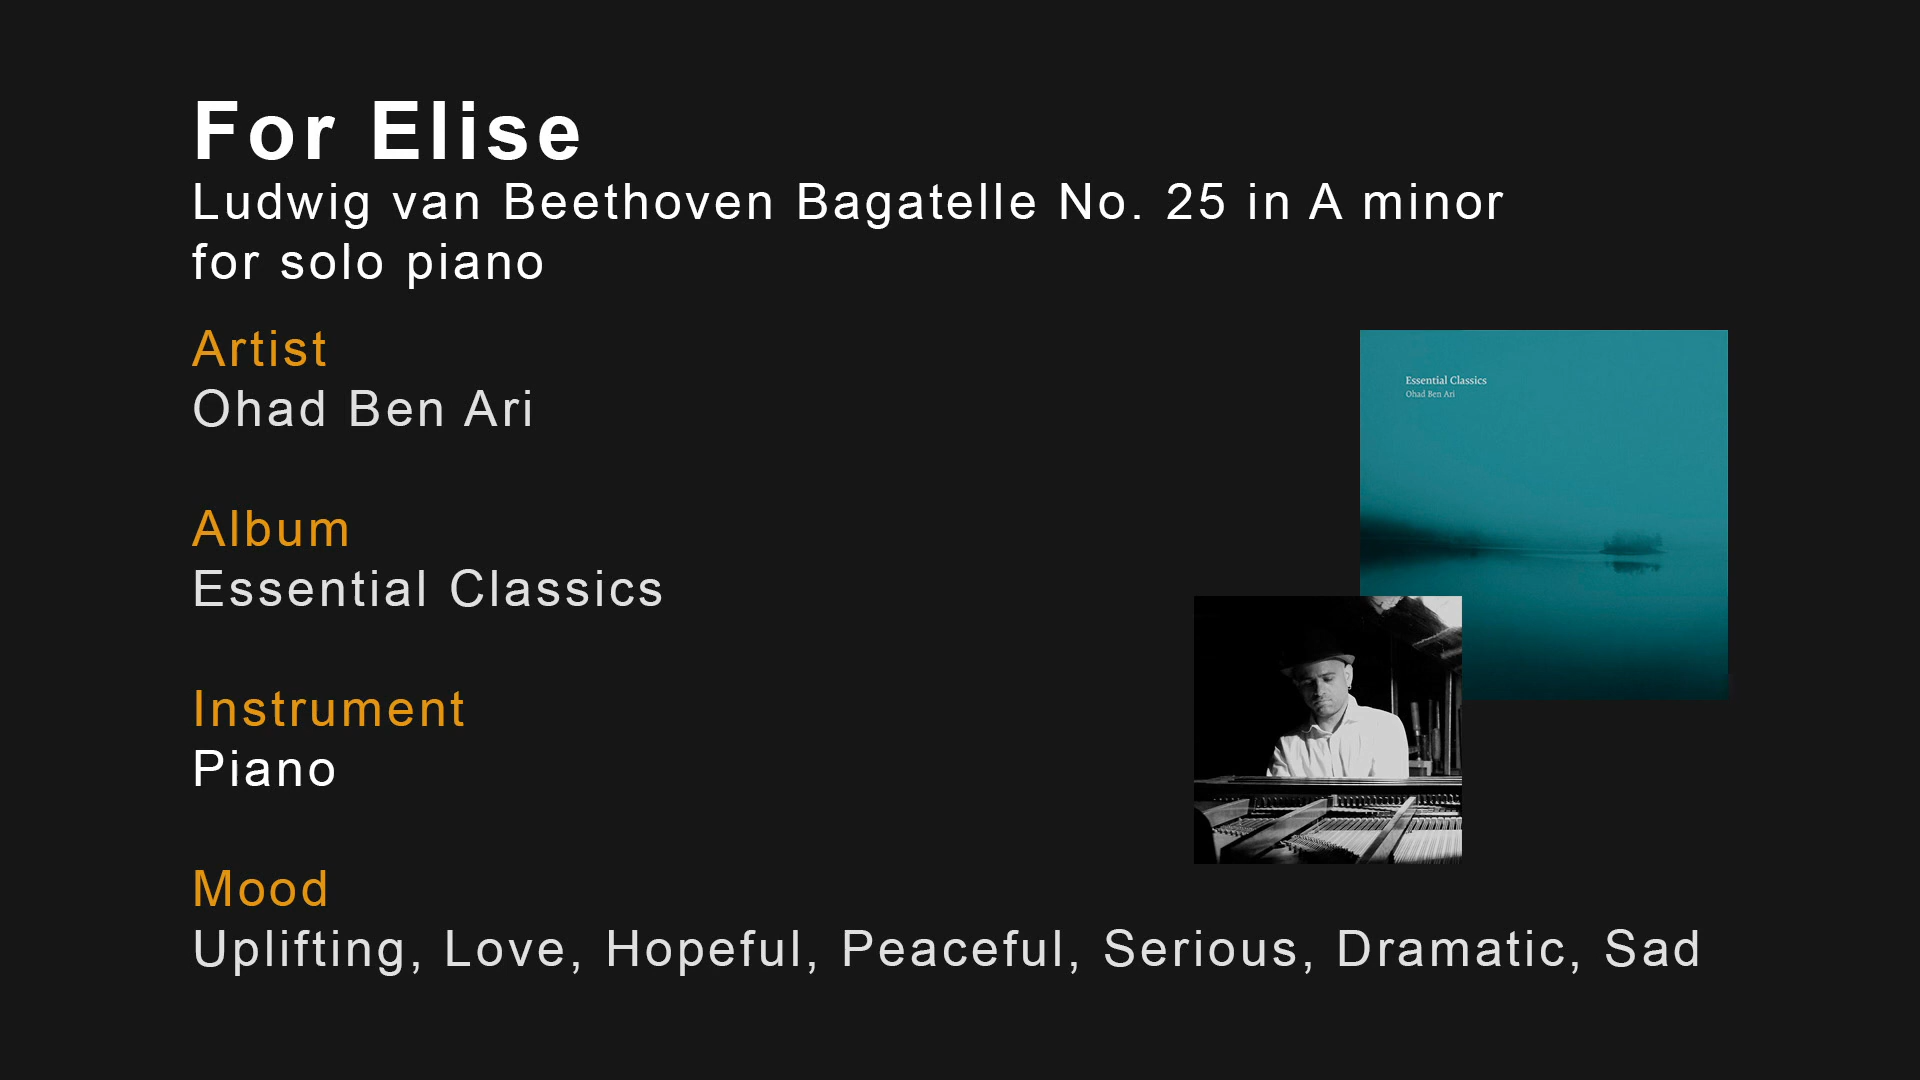 For Elise
Ludwig van Beethoven Bagatelle No. 25 in A minor
for solo piano
Artist
Ohad Ben Ari
Album
Essential Classics
Instrument
Piano
Mood
Uplifting, Love, Hopeful, Peaceful, Serious, Dramatic, Sad
Essential Classics
Ohad Ben Ari